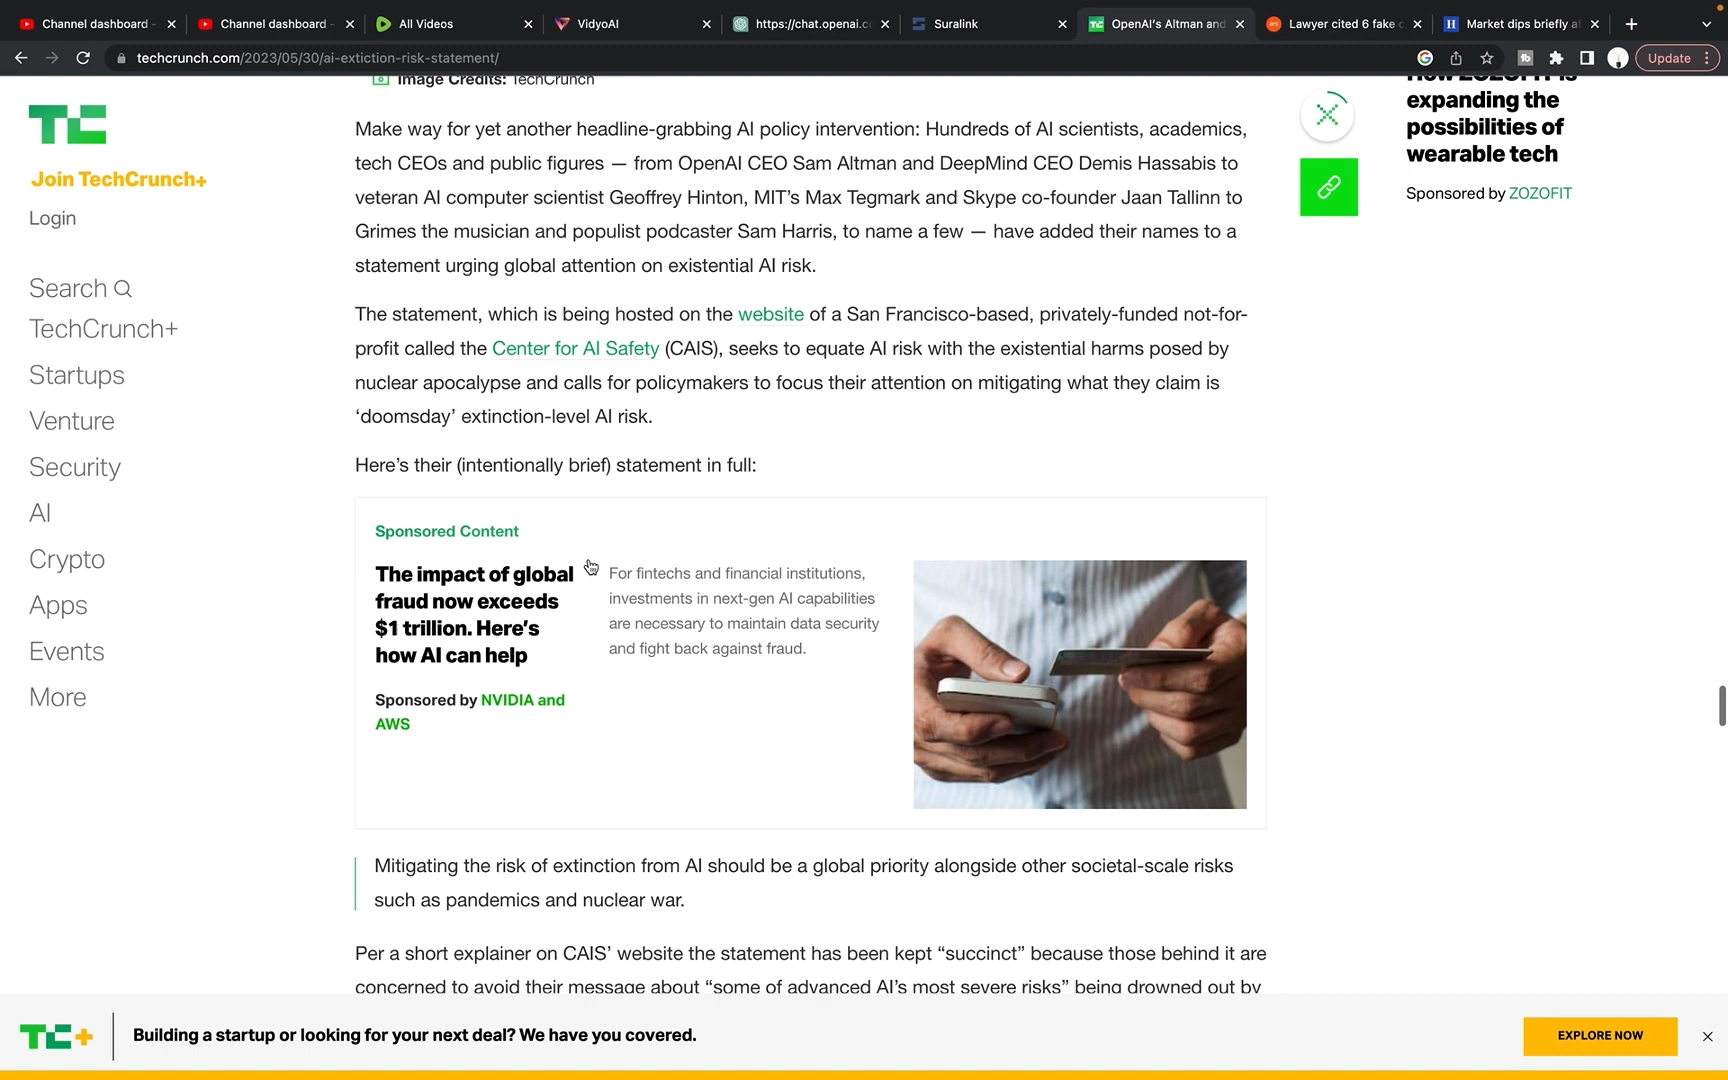 Channel dashboard -
Channel dashboard -
All Videos
VidyoAI
https://chat.openai.c
Suralink
OpenAI's Altman and
Lawyer cited 6 fake c
Market dips briefly a
techcrunch.com/2023/05/30/ai-extiction-risk-statement/
Update
TC
Join TechCrunch+
Login
Search
TechCrunch+
Startups
Venture
Security
AI
Crypto
Apps
Events
More
Image Credits: TechCrunch
Make way for yet another headline-grabbing AI policy intervention: Hundreds of AI scientists, academics,
tech CEOs and public figures — from OpenAI CEO Sam Altman and DeepMind CEO Demis Hassabis to
veteran AI computer scientist Geoffrey Hinton, MIT's Max Tegmark and Skype co-founder Jaan Tallinn to
Grimes the musician and populist podcaster Sam Harris, to name a few — have added their names to a
statement urging global attention on existential AI risk.
The statement, which is being hosted on the website of a San Francisco-based, privately-funded not-for-
profit called the Center for AI Safety (CAIS), seeks to equate AI risk with the existential harms posed by
nuclear apocalypse and calls for policymakers to focus their attention on mitigating what they claim is
‘doomsday’ extinction-level AI risk.
Here's their (intentionally brief) statement in full:
Sponsored Content
The impact of global
fraud now exceeds
$1 trillion. Here's
how AI can help
Sponsored by NVIDIA and
AWS
For fintechs and financial institutions,
investments in next-gen AI capabilities
are necessary to maintain data security
and fight back against fraud.
Mitigating the risk of extinction from AI should be a global priority alongside other societal-scale risks
such as pandemics and nuclear war.
Per a short explainer on CAIS' website the statement has been kept “succinct” because those behind it are
concerned to avoid their message about “some of advanced AI's most severe risks” being drowned out by
How ZOZOFIT is
expanding the
possibilities of
wearable tech
Sponsored by ZOZOFIT
TC+
Building a startup or looking for your next deal? We have you covered.
EXPLORE NOW